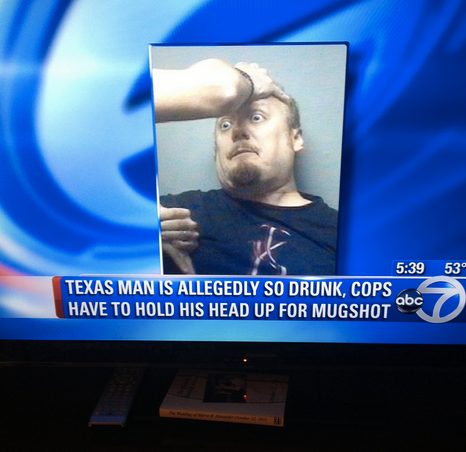 5:39 53°
TEXAS MAN IS ALLEGEDLY SO DRUNK, COPS
HAVE TO HOLD HIS HEAD UP FOR MUGSHOT
abc 7